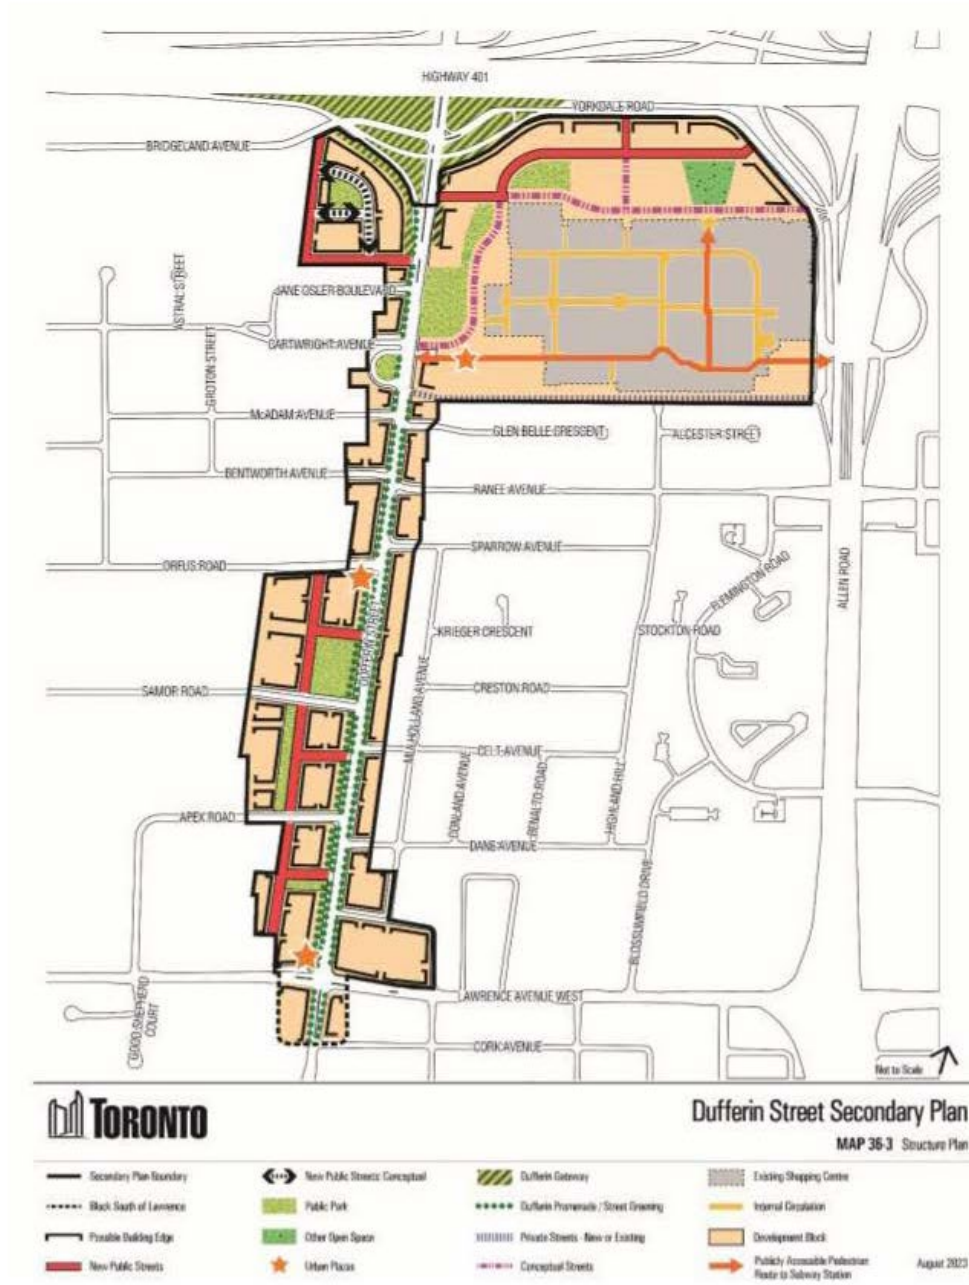 HIGHWAY 401
YORKDALE ROAD
BRIDGELAND AVENUE
ASTRAL STREET
JANE OSLER BOULEVARD
GROTON STREET
CARTWRIGHT AVENUE
McADAM AVENUE
GLEN BELLE CRESCENT
ALCESTER STREET
BENTWORTH AVENUE
RANEE AVENUE
SPARROW AVENUE
ORFUS ROAD
FLEMINGTON ROAD
ALLEN ROAD
DUFFERIN STREET
KRIEGER CRESCENT
STOCKTON ROAD
SAMOR ROAD
MULHOLLAND AVENUE
CRESTON ROAD
CELT AVENUE
CONLAND AVENUE
BENALTO ROAD
HIGHLAND HILL
APEX ROAD
DANE AVENUE
BLOSSOMFIELD DRIVE
LAWRENCE AVENUE WEST
GOOD SHEPHERD
COURT
CORK AVENUE
Not to Scale
TORONTO
Dufferin Street Secondary Plan
MAP 36-3 Structure Plan
Secondary Plan Boundary
Block South of Lawrence
Possible Building Edge
New Public Streets
New Public Streets Conceptual
Public Park
Other Open Space
Urban Plazas
Dufferin Gateway
Dufferin Promenade / Street Greening
Private Streets - New or Existing
Conceptual Streets
Existing Shopping Centre
Internal Circulation
Development Block
Publicly Accessible Pedestrian
Route to Subway Station
August 2023